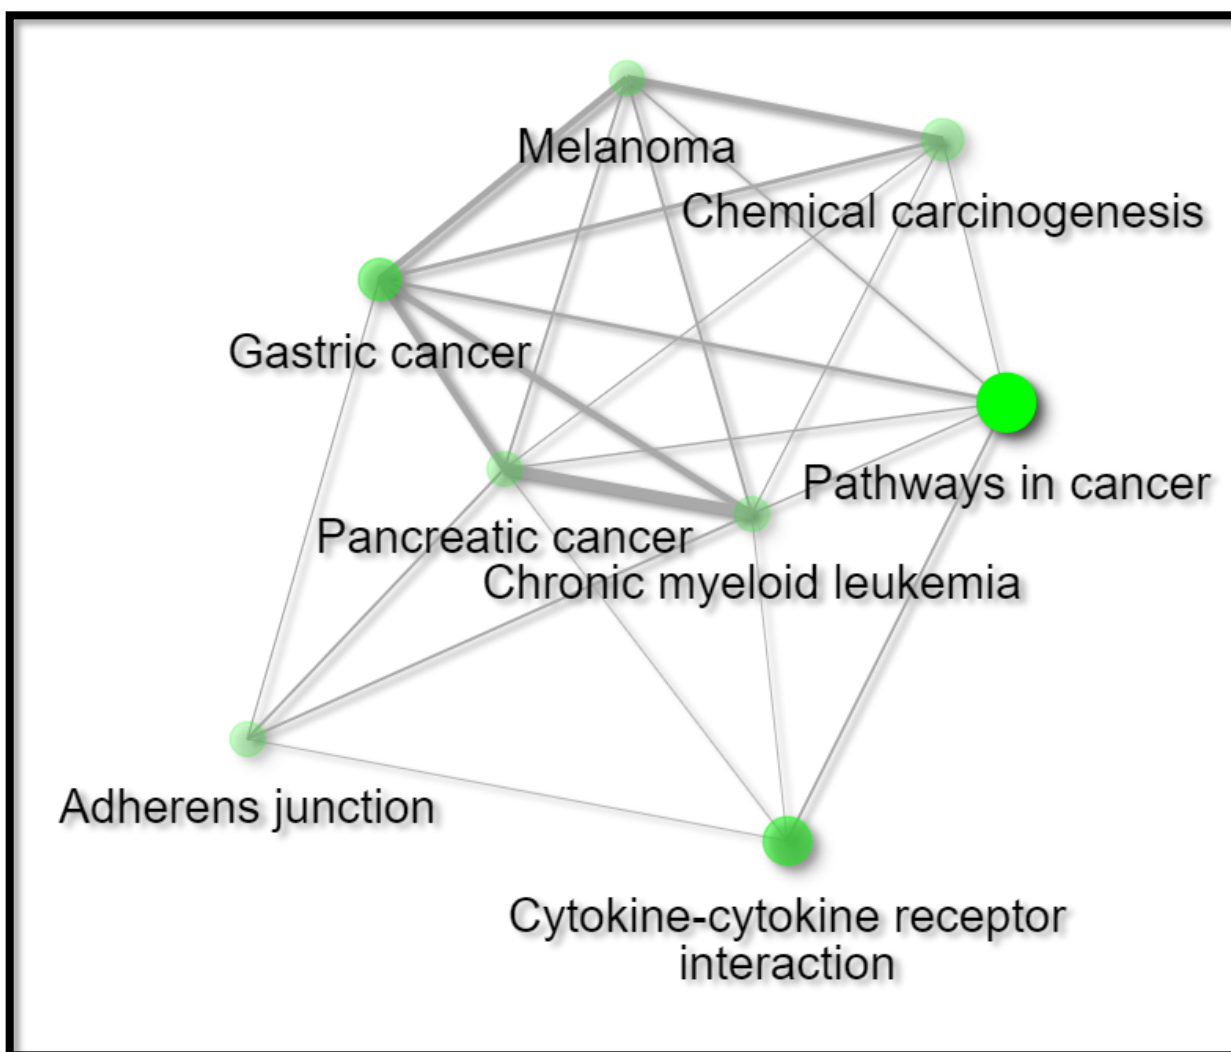 Melanoma
Chemical carcinogenesis
Gastric cancer
Pathways in cancer
Pancreatic cancer
Chronic myeloid leukemia
Adherens junction
Cytokine-cytokine receptor
interaction